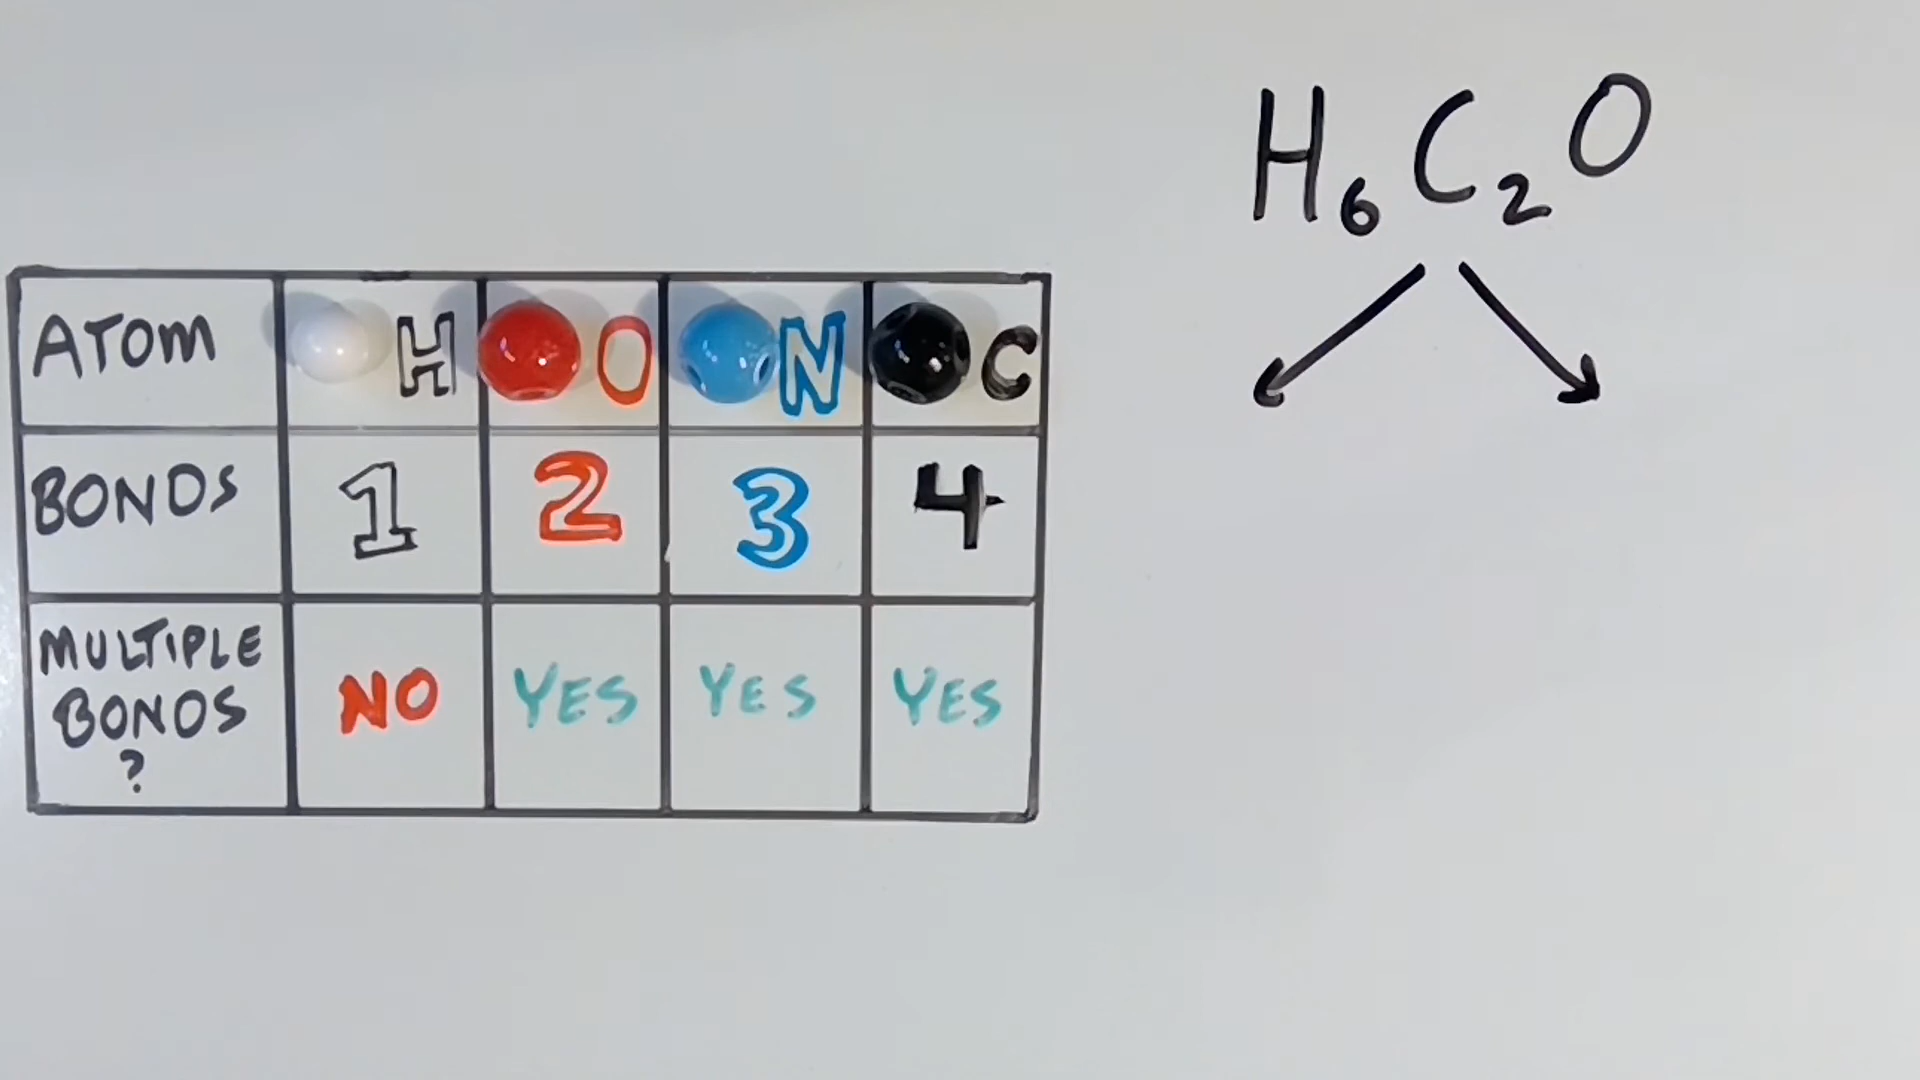 H₆C₂O
ATOM H O N C
BONDS 1 2 3 4
MULTIPLE BONDS ? NO YES YES YES